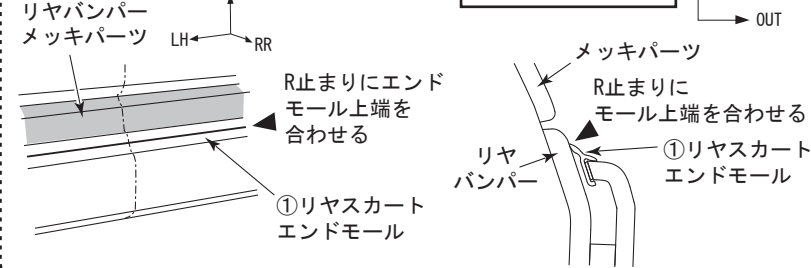 リヤバンパー
メッキパーツ
LH
RR
R止まりにエンド
モール上端を
合わせる
①リヤスカート
エンドモール
OUT
メッキパーツ
R止まりに
モール上端を合わせる
リヤ
バンパー
①リヤスカート
エンドモール